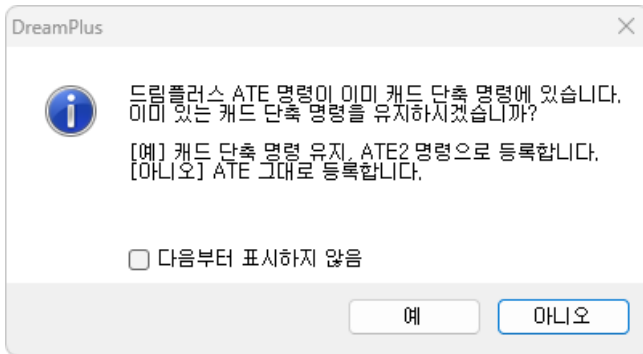 DreamPlus
드림플러스 ATE 명령이 이미 캐드 단축 명령에 있습니다.
이미 있는 캐드 단축 명령을 유지하시겠습니까?
[예] 캐드 단축 명령 유지, ATE2 명령으로 등록합니다.
[아니오] ATE 그대로 등록합니다.
다음부터 표시하지 않음
예
아니오